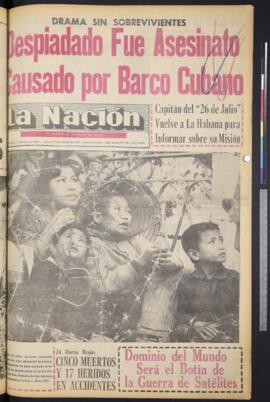 DRAMA SIN SOBREVIVIENTES
Despiadado Fue Asesinato
Causado por Barco Cubano
la Nación
Capitán del "26 de Julio"
Vuelve a La Habana para
Informar sobre su Misión
24 Horas Rojas
CINCO MUERTOS
Y 17 HERIDOS
EN ACCIDENTES
Dominio del Mundo
Será el Botín de
la Guerra de Satélites